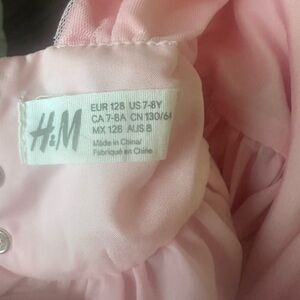 H&M
EUR 128 US 7-8Y
CA 7-8A CN 130/64
MX 128 AUS 8
Made in China/
Fabriqué en Chine